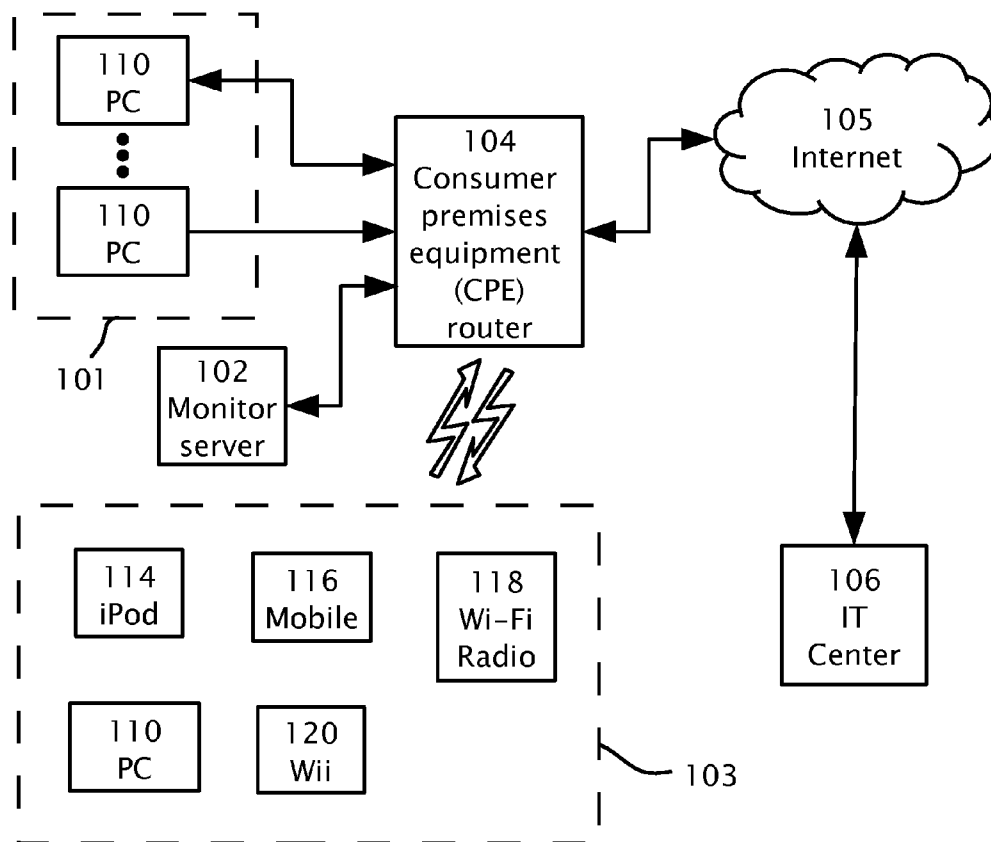 110
PC
110
PC
101
102
Monitor
server
104
Consumer
premises
equipment
(CPE)
router
105
Internet
106
IT
Center
114
iPod
116
Mobile
118
Wi-Fi
Radio
110
PC
120
Wii
103